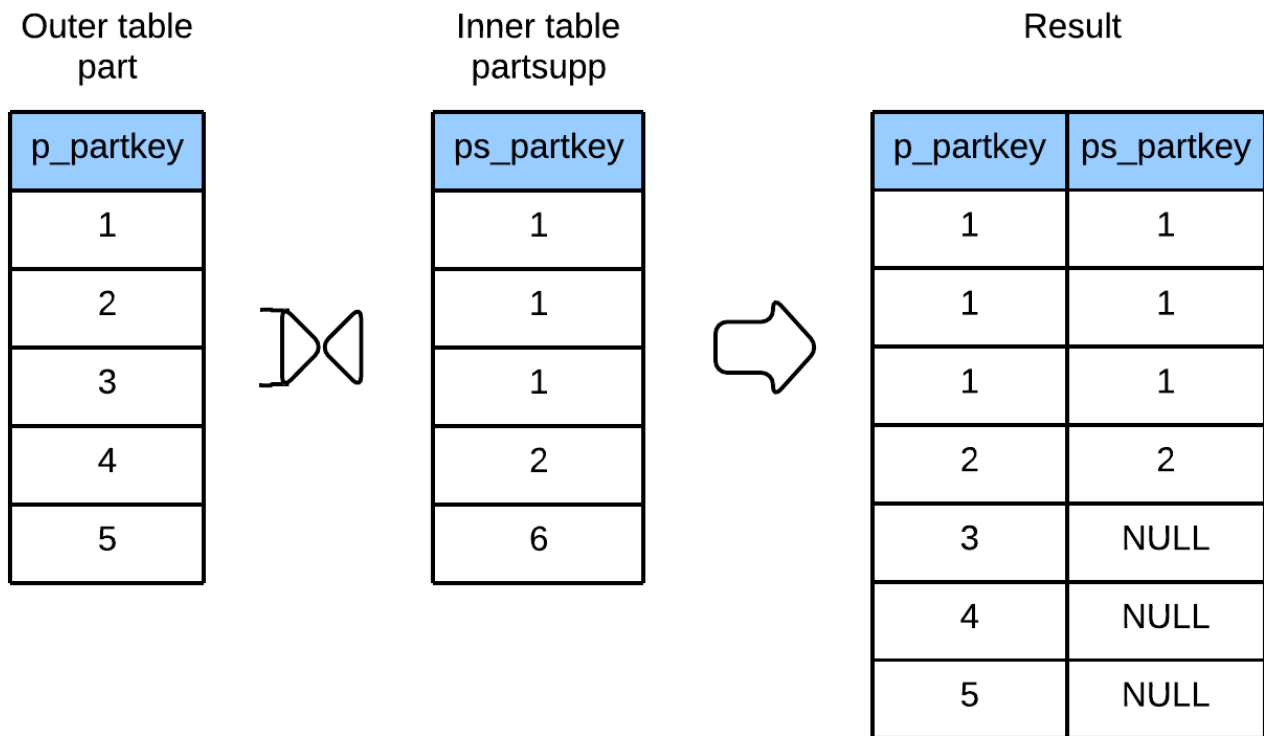 Outer table
part
p_partkey
1
2
3
4
5
Inner table
partsupp
ps_partkey
1
1
1
2
6
Result
p_partkey ps_partkey
1 1
1 1
1 1
2 2
3 NULL
4 NULL
5 NULL